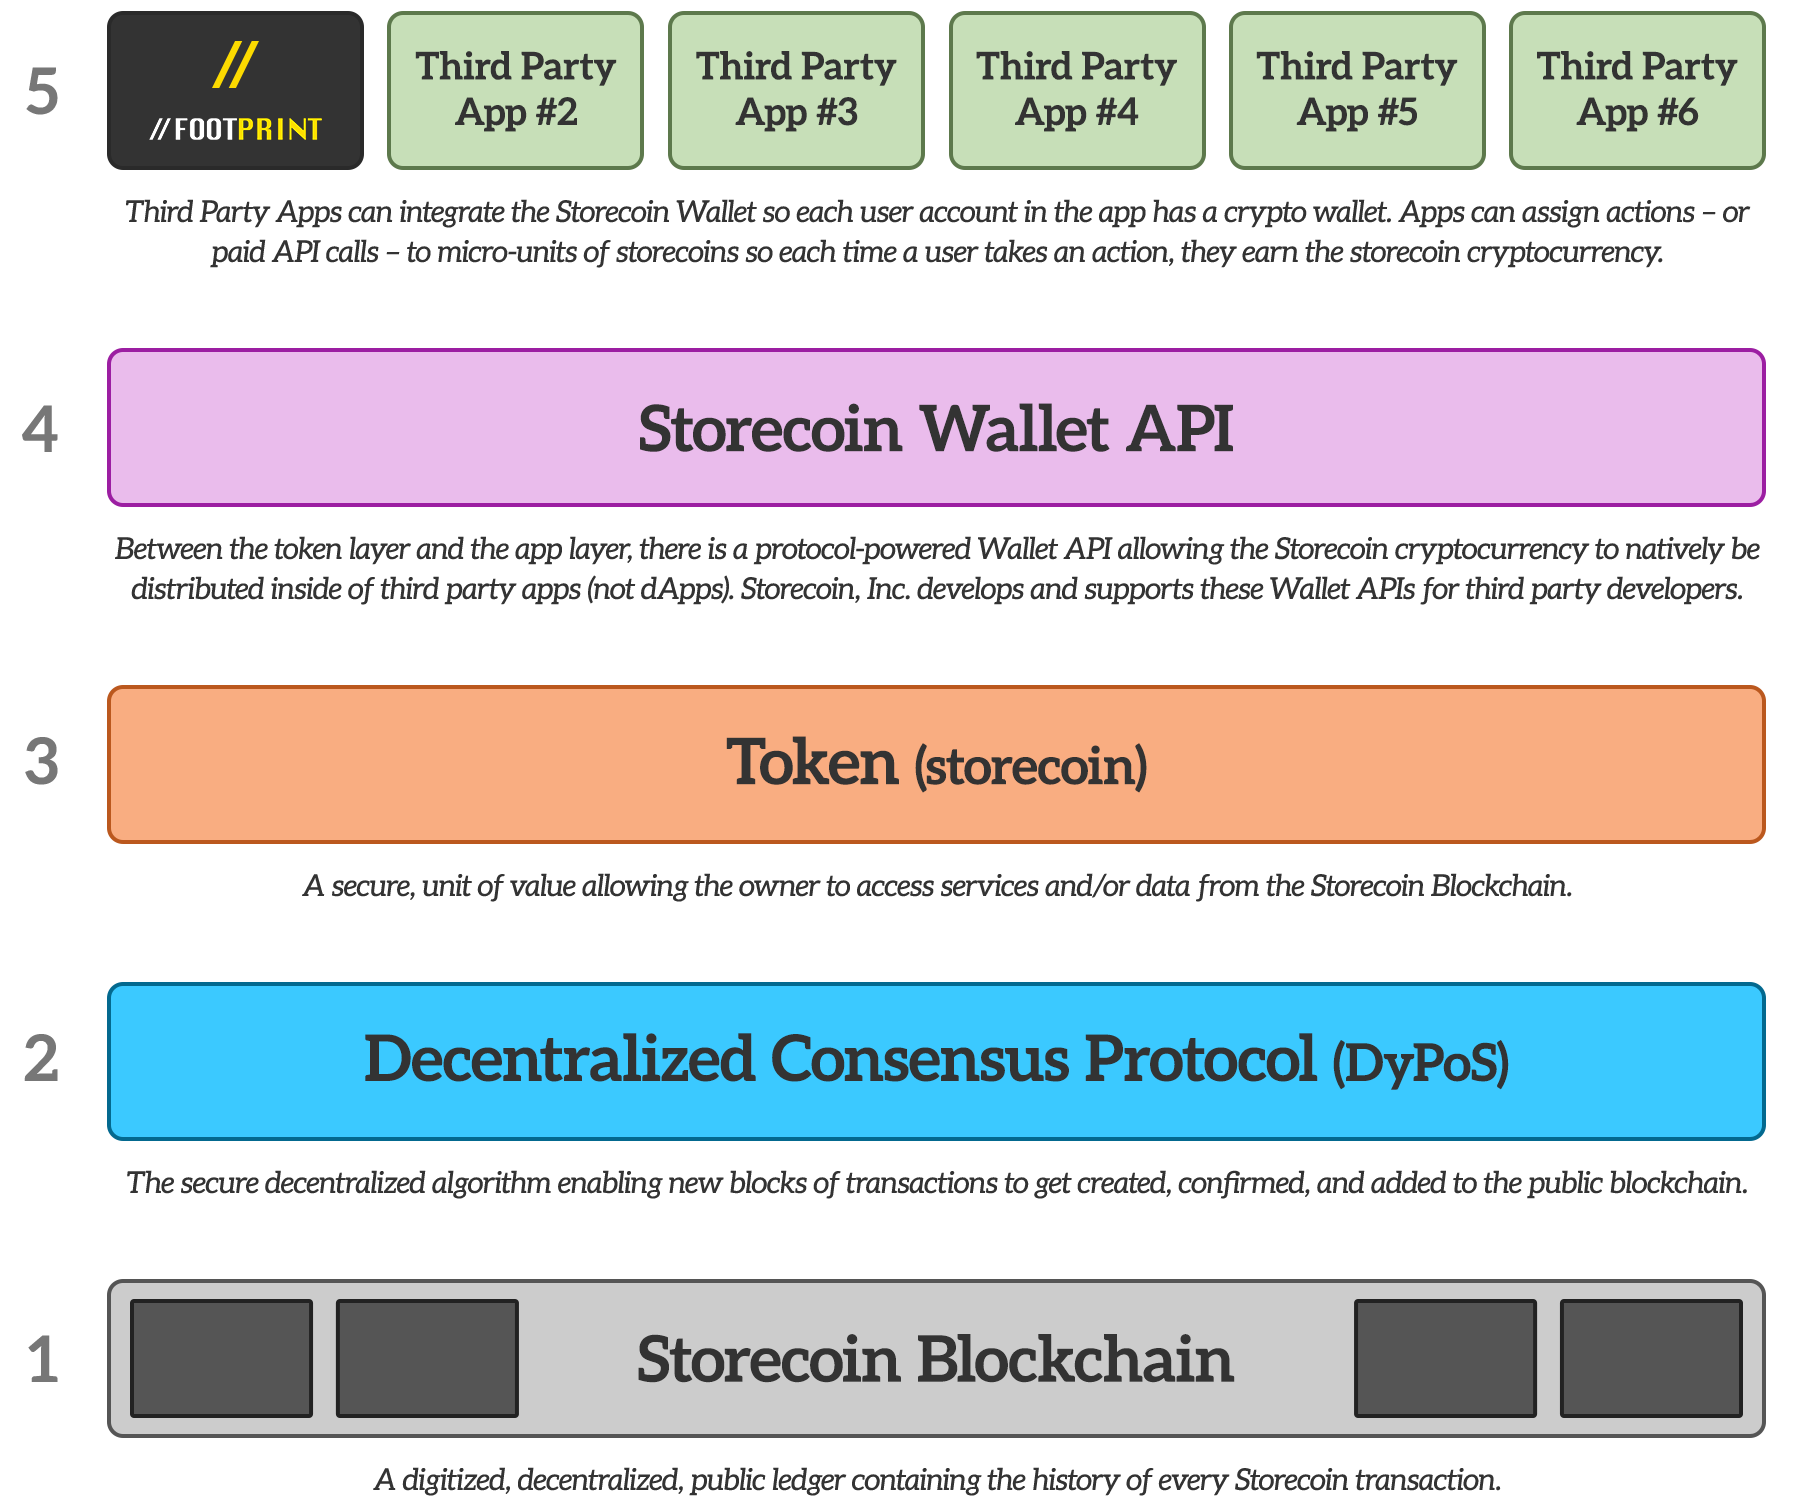 5
//
//FOOTPRINT
Third Party
App #2
Third Party
App #3
Third Party
App #4
Third Party
App #5
Third Party
App #6
Third Party Apps can integrate the Storecoin Wallet so each user account in the app has a crypto wallet. Apps can assign actions – or
paid API calls – to micro-units of storecoins so each time a user takes an action, they earn the storecoin cryptocurrency.
4
Storecoin Wallet API
Between the token layer and the app layer, there is a protocol-powered Wallet API allowing the Storecoin cryptocurrency to natively be
distributed inside of third party apps (not dApps). Storecoin, Inc. develops and supports these Wallet APIs for third party developers.
3
Token (storecoin)
A secure, unit of value allowing the owner to access services and/or data from the Storecoin Blockchain.
2
Decentralized Consensus Protocol (DyPoS)
The secure decentralized algorithm enabling new blocks of transactions to get created, confirmed, and added to the public blockchain.
1
Storecoin Blockchain
A digitized, decentralized, public ledger containing the history of every Storecoin transaction.